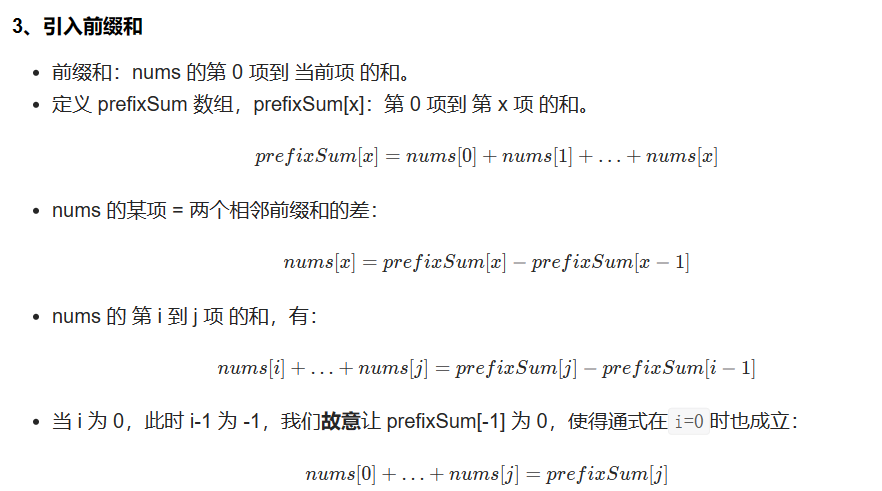 3、引入前缀和
• 前缀和：nums 的第 0 项到 当前项 的和。
• 定义 prefixSum 数组，prefixSum[x]：第 0 项到 第 x 项 的和。
prefixSum[x] = nums[0] + nums[1] + … + nums[x]
• nums 的某项 = 两个相邻前缀和的差：
nums[x] = prefixSum[x] − prefixSum[x − 1]
• nums 的 第 i 到 j 项 的和，有：
nums[i] + … + nums[j] = prefixSum[j] − prefixSum[i − 1]
• 当 i 为 0，此时 i-1 为 -1，我们故意让 prefixSum[-1] 为 0，使得通式在 i=0 时也成立：
nums[0] + … + nums[j] = prefixSum[j]